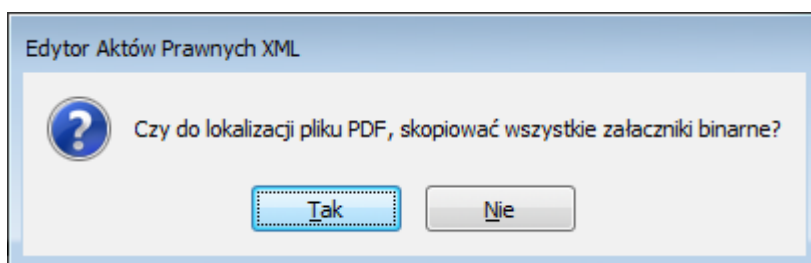 Edytor Aktów Prawnych XML
Czy do lokalizacji pliku PDF, skopiować wszystkie załaczniki binarne?
Tak
Nie